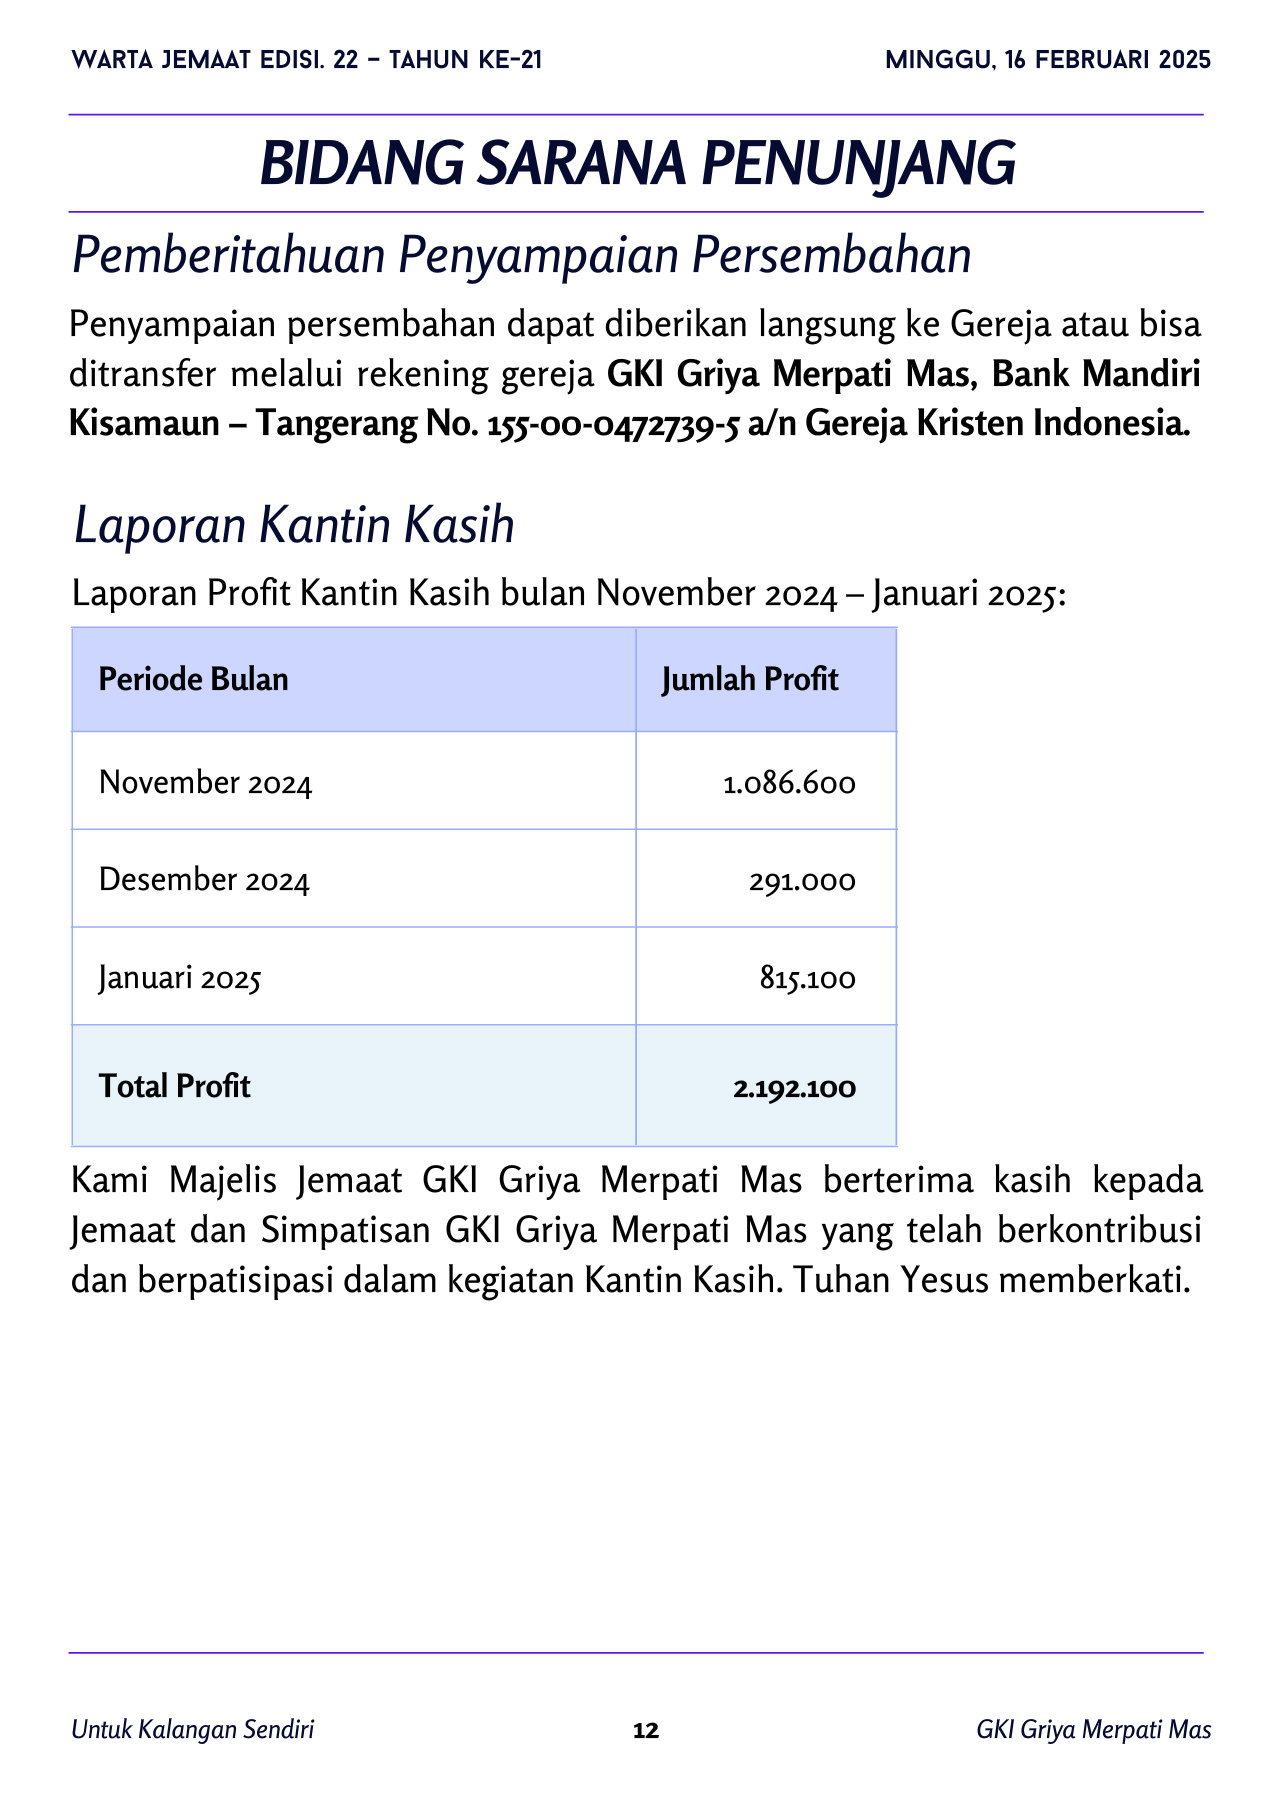 WARTA JEMAAT EDISI. 22 – TAHUN KE-21 MINGGU, 16 FEBRUARI 2025
BIDANG SARANA PENUNJANG
Pemberitahuan Penyampaian Persembahan
Penyampaian persembahan dapat diberikan langsung ke Gereja atau bisa
ditransfer melalui rekening gereja GKI Griya Merpati Mas, Bank Mandiri
Kisamaun – Tangerang No. 155-00-0472739-5 a/n Gereja Kristen Indonesia.
Laporan Kantin Kasih
Laporan Profit Kantin Kasih bulan November 2024 – Januari 2025:
Periode Bulan Jumlah Profit
November 2024 1.086.600
Desember 2024 291.000
Januari 2025 815.100
Total Profit 2.192.100
Kami Majelis Jemaat GKI Griya Merpati Mas berterima kasih kepada
Jemaat dan Simpatisan GKI Griya Merpati Mas yang telah berkontribusi
dan berpatisipasi dalam kegiatan Kantin Kasih. Tuhan Yesus memberkati.
Untuk Kalangan Sendiri 12 GKI Griya Merpati Mas